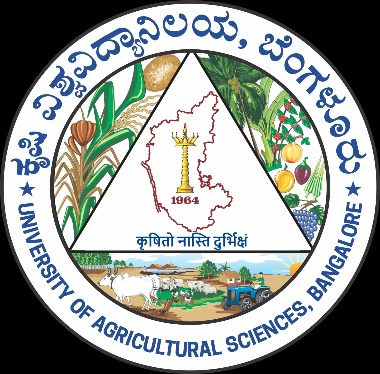 ಕೃಷಿ ವಿಶ್ವವಿದ್ಯಾನಿಲಯ, ಬೆಂಗಳೂರು
1964
कृषितो नास्ति दुर्भिक्षं
★ UNIVERSITY OF AGRICULTURAL SCIENCES, BANGALORE ★